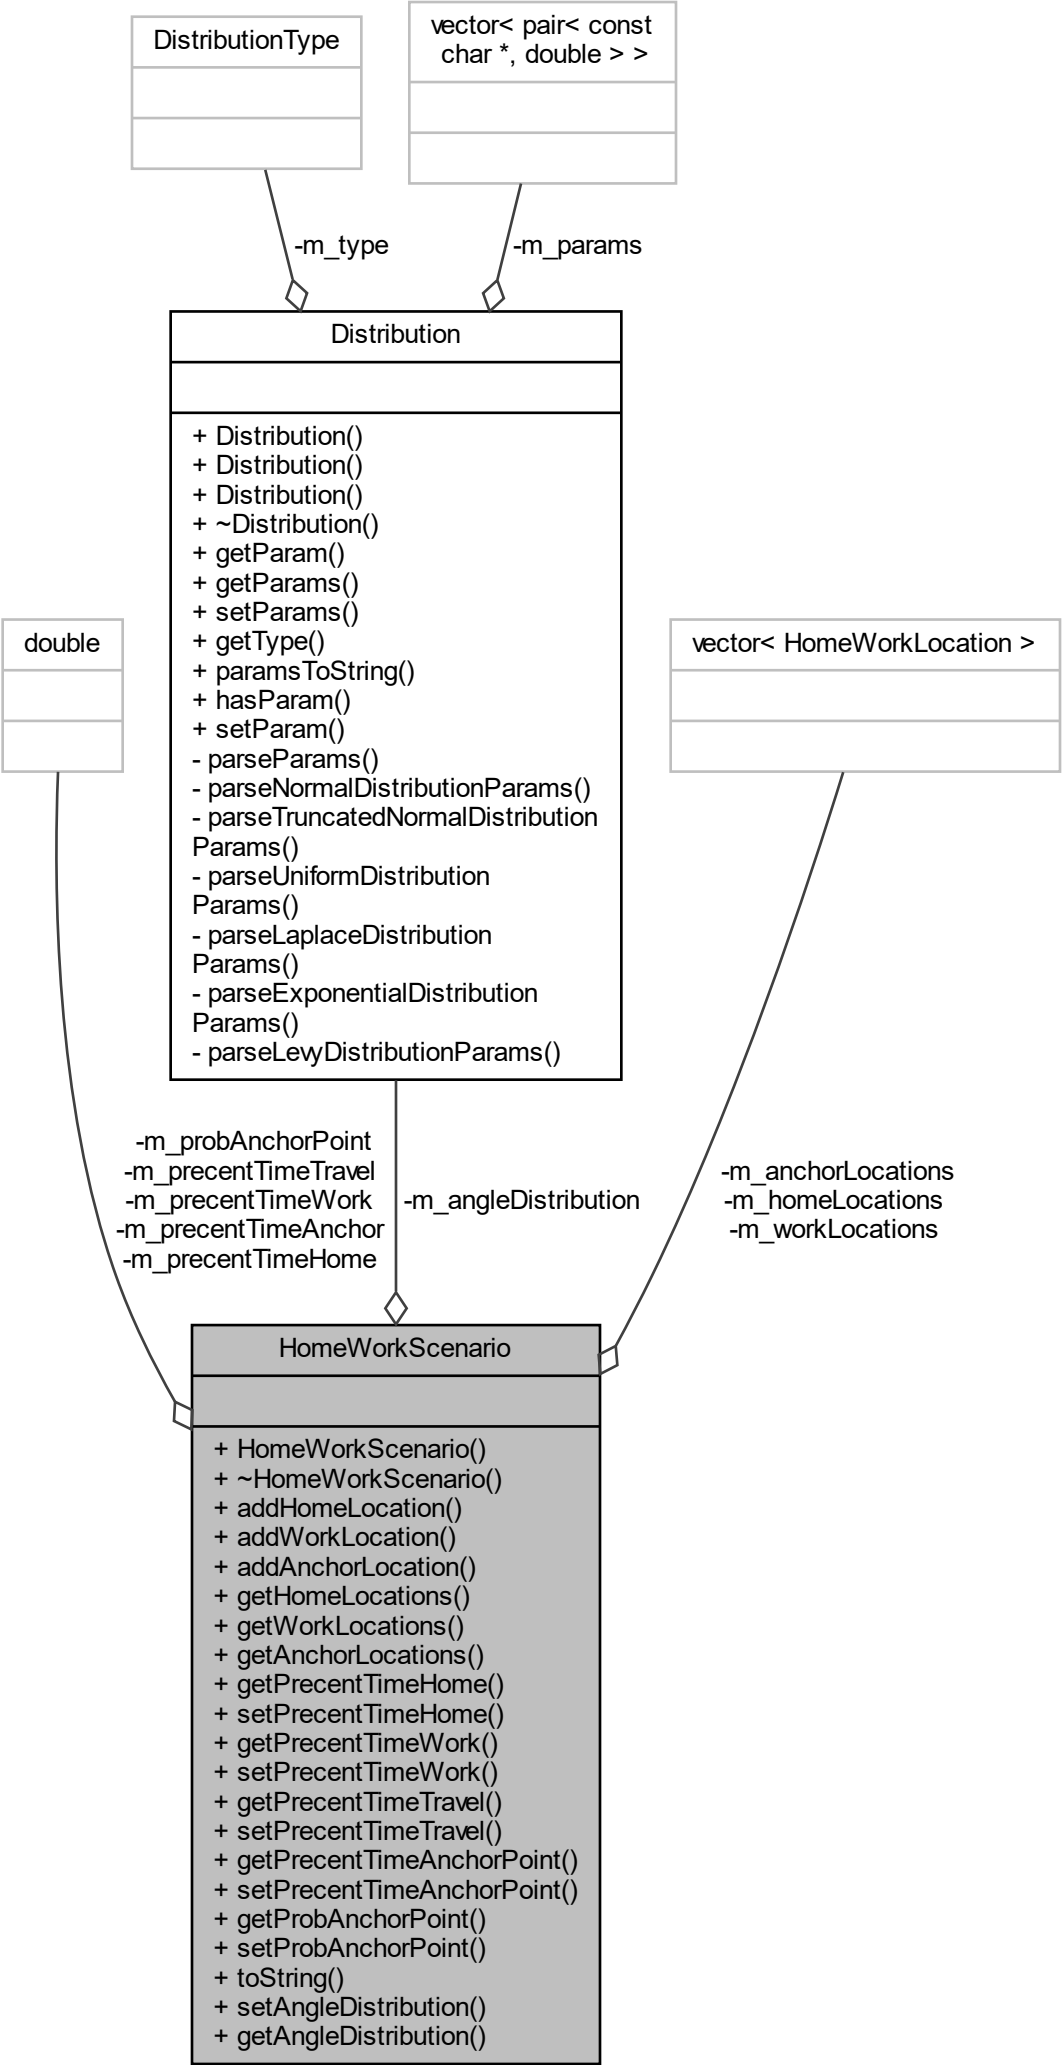 DistributionType
vector< pair< const
char *, double > >
-m_type
-m_params
Distribution
+ Distribution()
+ Distribution()
+ Distribution()
+ ~Distribution()
+ getParam()
+ getParams()
+ setParams()
+ getType()
+ paramsToString()
+ hasParam()
+ setParam()
- parseParams()
- parseNormalDistributionParams()
- parseTruncatedNormalDistribution
Params()
- parseUniformDistribution
Params()
- parseLaplaceDistribution
Params()
- parseExponentialDistribution
Params()
- parseLevyDistributionParams()
double
vector< HomeWorkLocation >
-m_probAnchorPoint
-m_precentTimeTravel
-m_precentTimeWork
-m_precentTimeAnchor
-m_precentTimeHome
-m_angleDistribution
-m_anchorLocations
-m_homeLocations
-m_workLocations
HomeWorkScenario
+ HomeWorkScenario()
+ ~HomeWorkScenario()
+ addHomeLocation()
+ addWorkLocation()
+ addAnchorLocation()
+ getHomeLocations()
+ getWorkLocations()
+ getAnchorLocations()
+ getPrecentTimeHome()
+ setPrecentTimeHome()
+ getPrecentTimeWork()
+ setPrecentTimeWork()
+ getPrecentTimeTravel()
+ setPrecentTimeTravel()
+ getPrecentTimeAnchorPoint()
+ setPrecentTimeAnchorPoint()
+ getProbAnchorPoint()
+ setProbAnchorPoint()
+ toString()
+ setAngleDistribution()
+ getAngleDistribution()